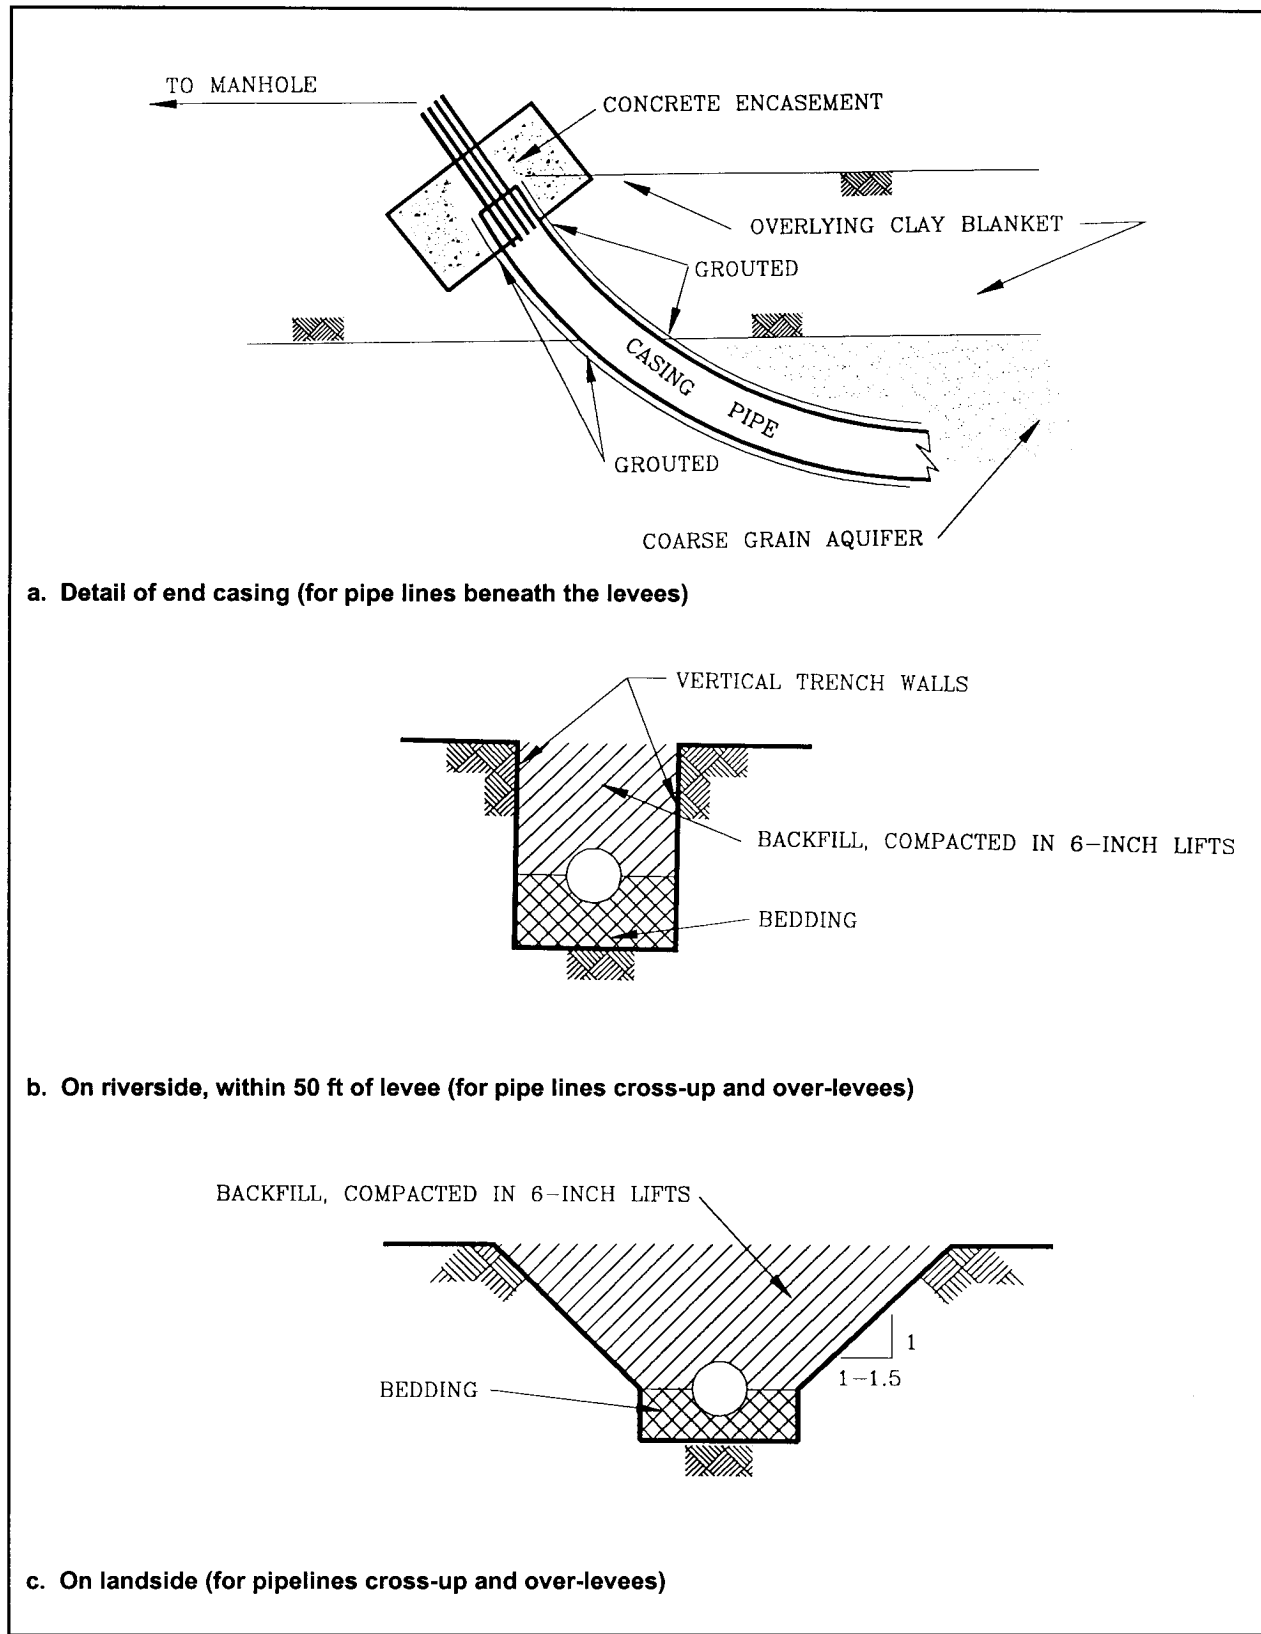 TO MANHOLE
CONCRETE ENCASEMENT
OVERLYING CLAY BLANKET
GROUTED
CASING PIPE
GROUTED
COARSE GRAIN AQUIFER
a. Detail of end casing (for pipe lines beneath the levees)
VERTICAL TRENCH WALLS
BACKFILL, COMPACTED IN 6-INCH LIFTS
BEDDING
b. On riverside, within 50 ft of levee (for pipe lines cross-up and over-levees)
BACKFILL, COMPACTED IN 6-INCH LIFTS
1
1-1.5
BEDDING
c. On landside (for pipelines cross-up and over-levees)